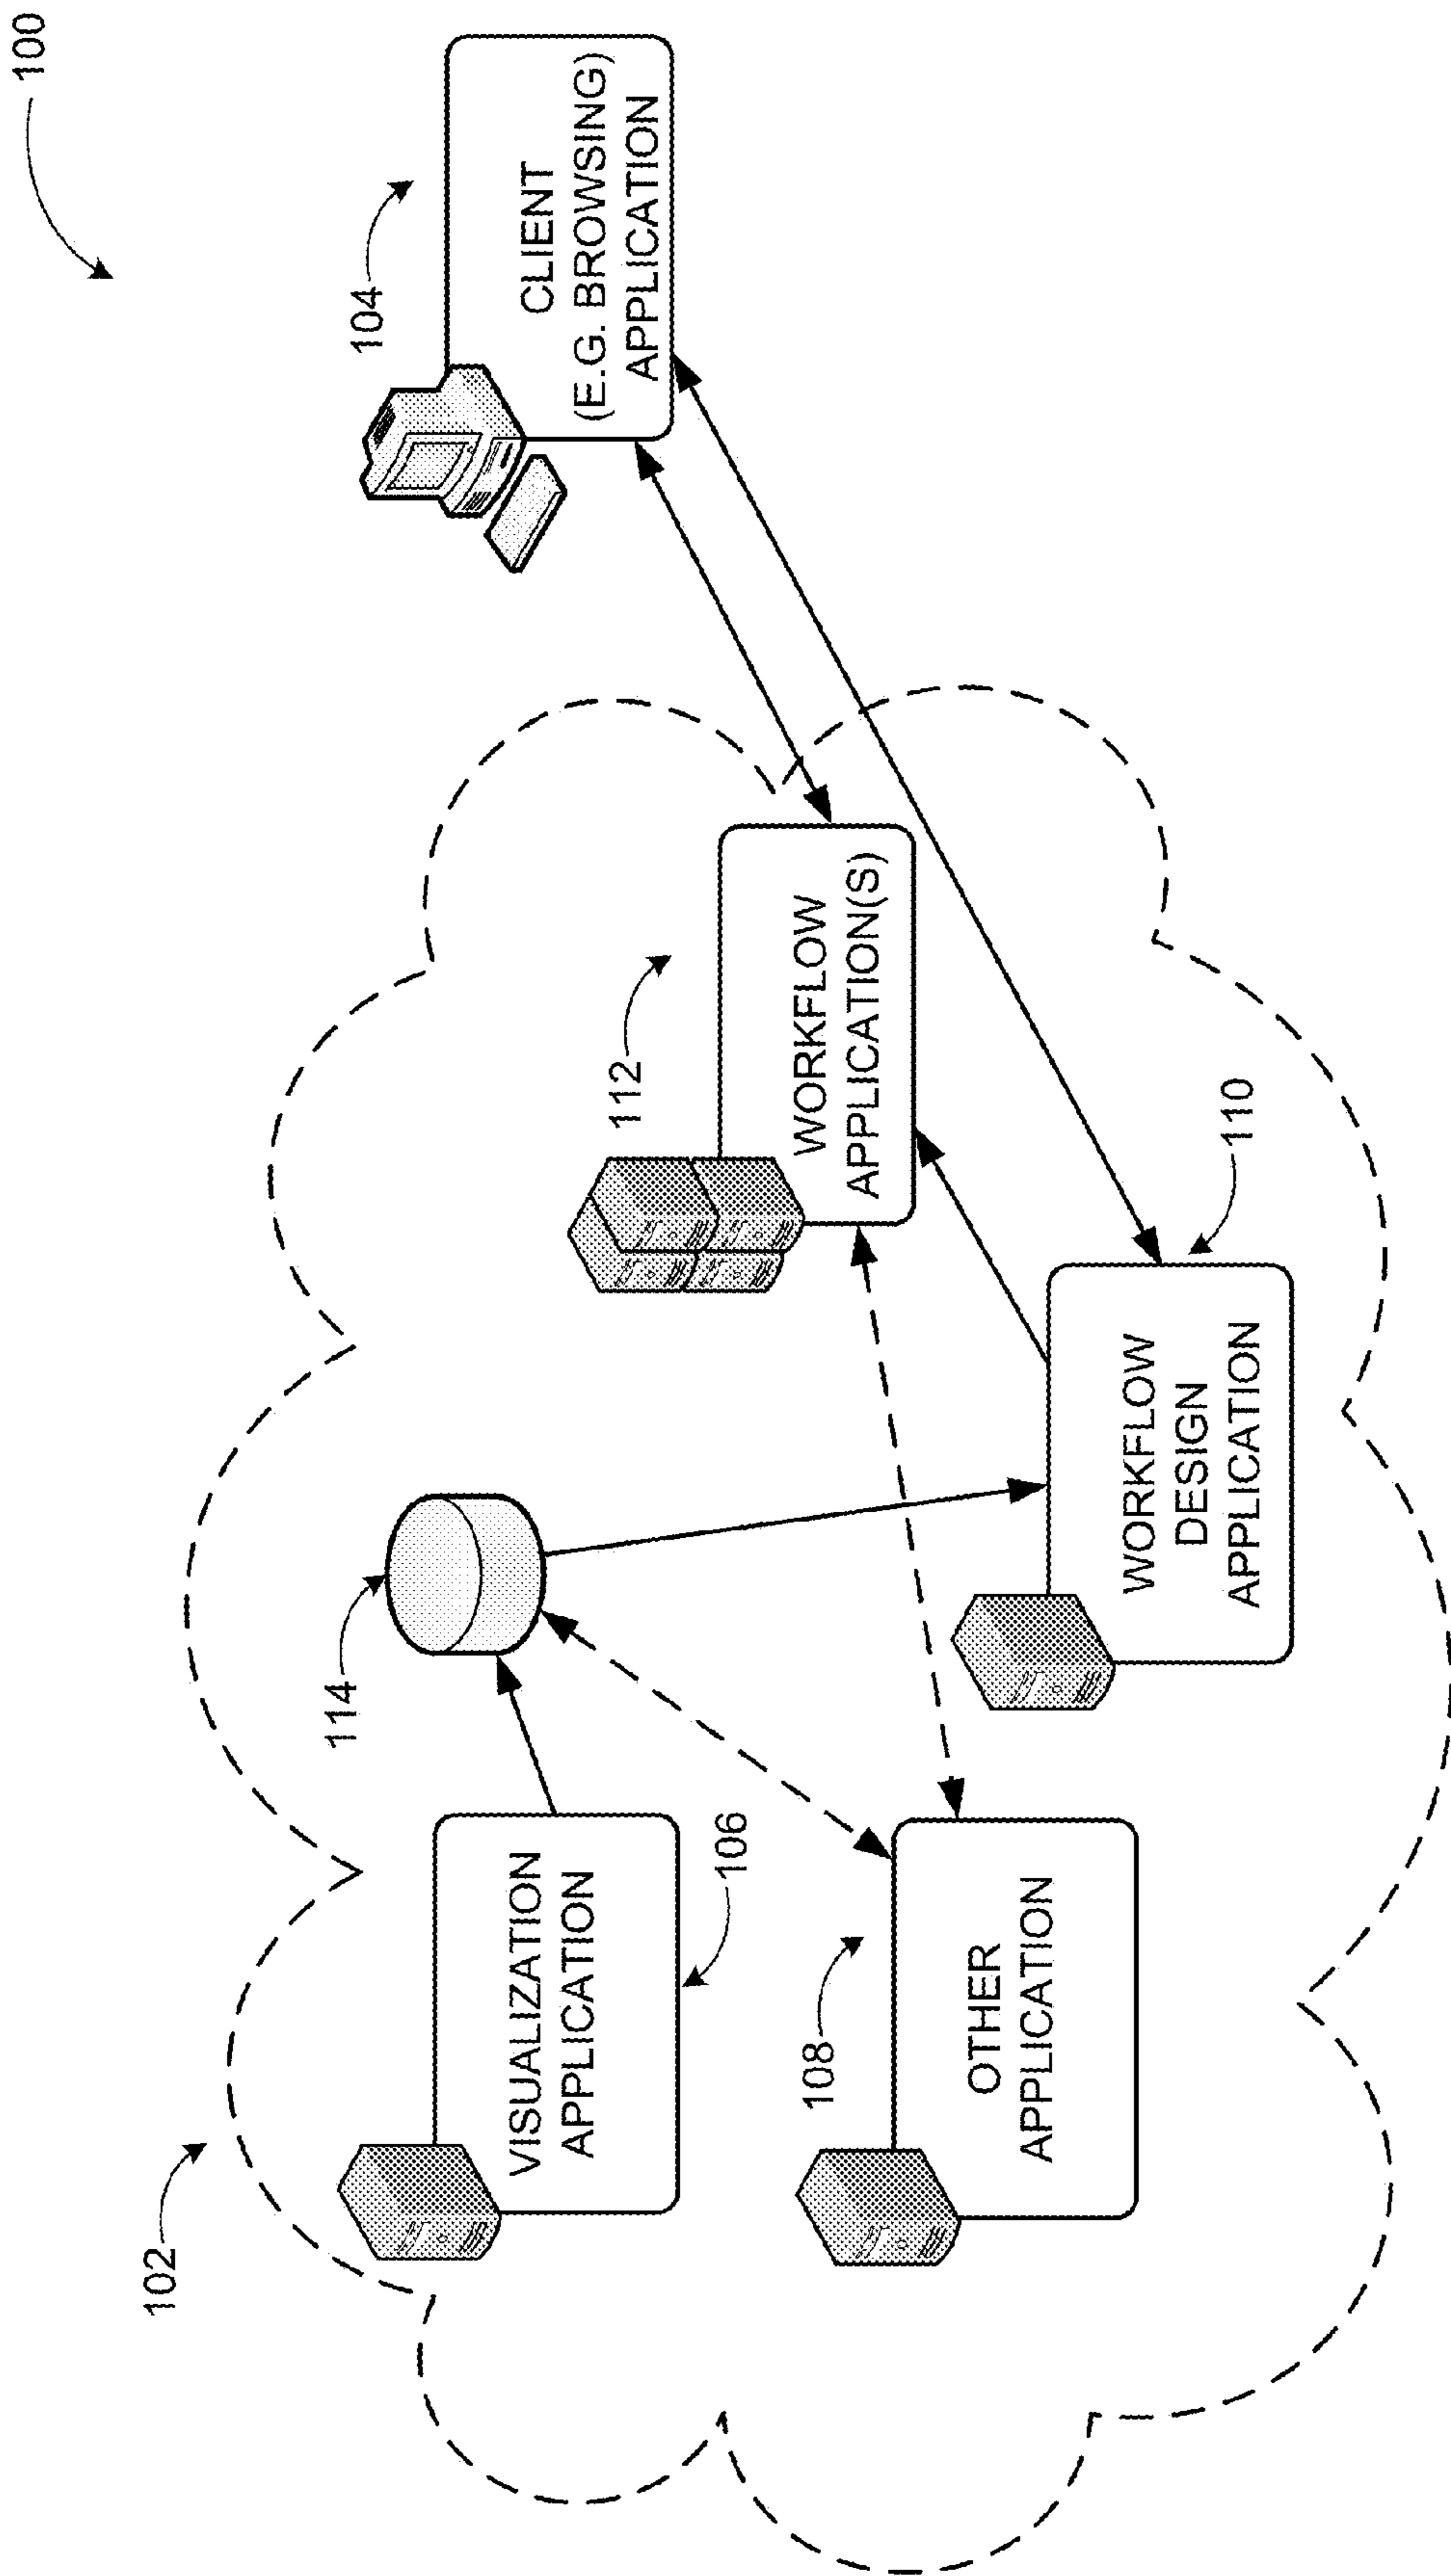 100
104
CLIENT
(E.G. BROWSING)
APPLICATION
102
114
112
WORKFLOW
APPLICATION(S)
VISUALIZATION
APPLICATION
106
108
OTHER
APPLICATION
110
WORKFLOW
DESIGN
APPLICATION